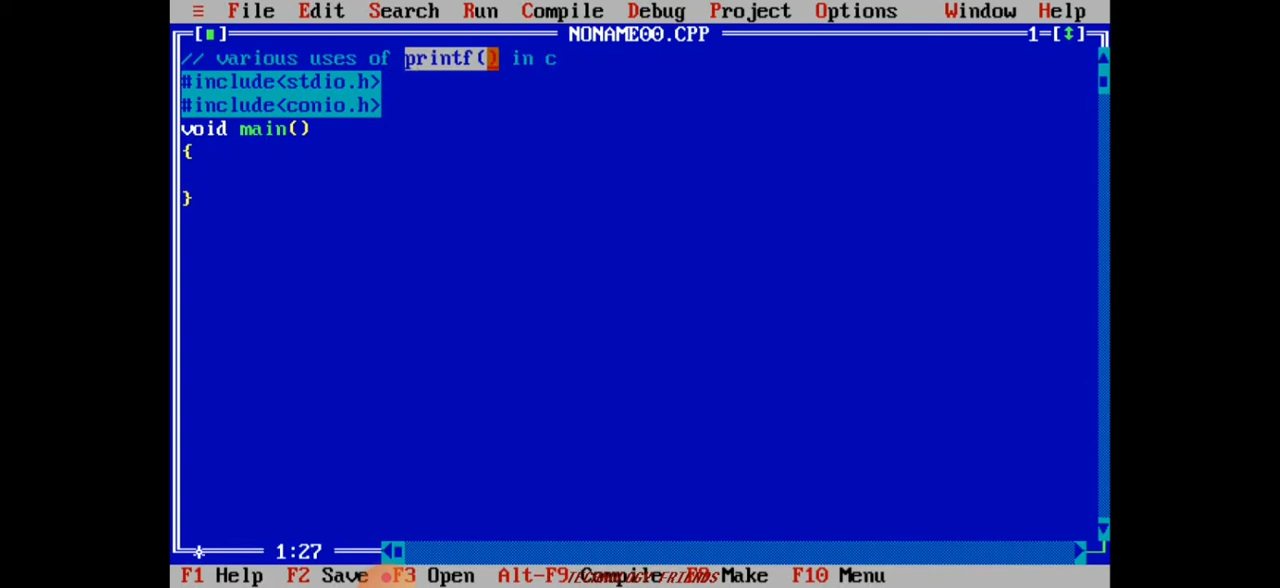 ≡ File Edit Search Run Compile Debug Project Options Window Help
[■] NONAME00.CPP 1=[↕]
// various uses of printf() in c
#include<stdio.h>
#include<conio.h>
void main()
{
}
1:27
F1 Help F2 Save F3 Open Alt-F9 Compile F9 Make F10 Menu